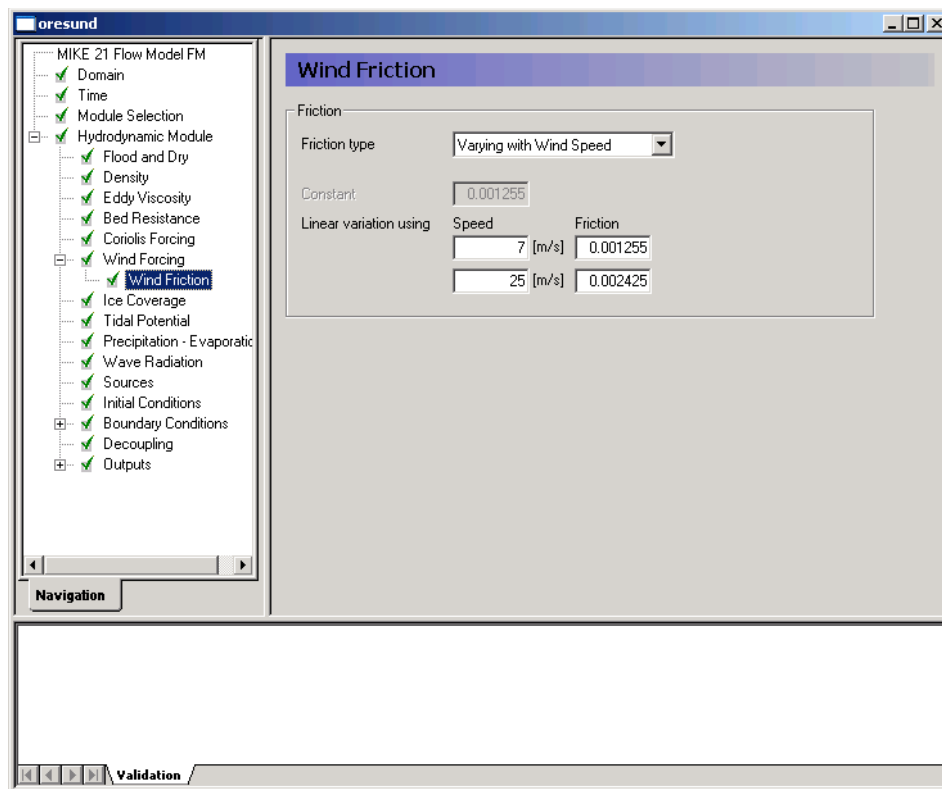 oresund
MIKE 21 Flow Model FM
Domain
Time
Module Selection
Hydrodynamic Module
Flood and Dry
Density
Eddy Viscosity
Bed Resistance
Coriolis Forcing
Wind Forcing
Wind Friction
Ice Coverage
Tidal Potential
Precipitation - Evaporatic
Wave Radiation
Sources
Initial Conditions
Boundary Conditions
Decoupling
Outputs
Navigation
Wind Friction
Friction
Friction type Varying with Wind Speed
Constant 0.001255
Linear variation using Speed Friction
7 [m/s] 0.001255
25 [m/s] 0.002425
Validation